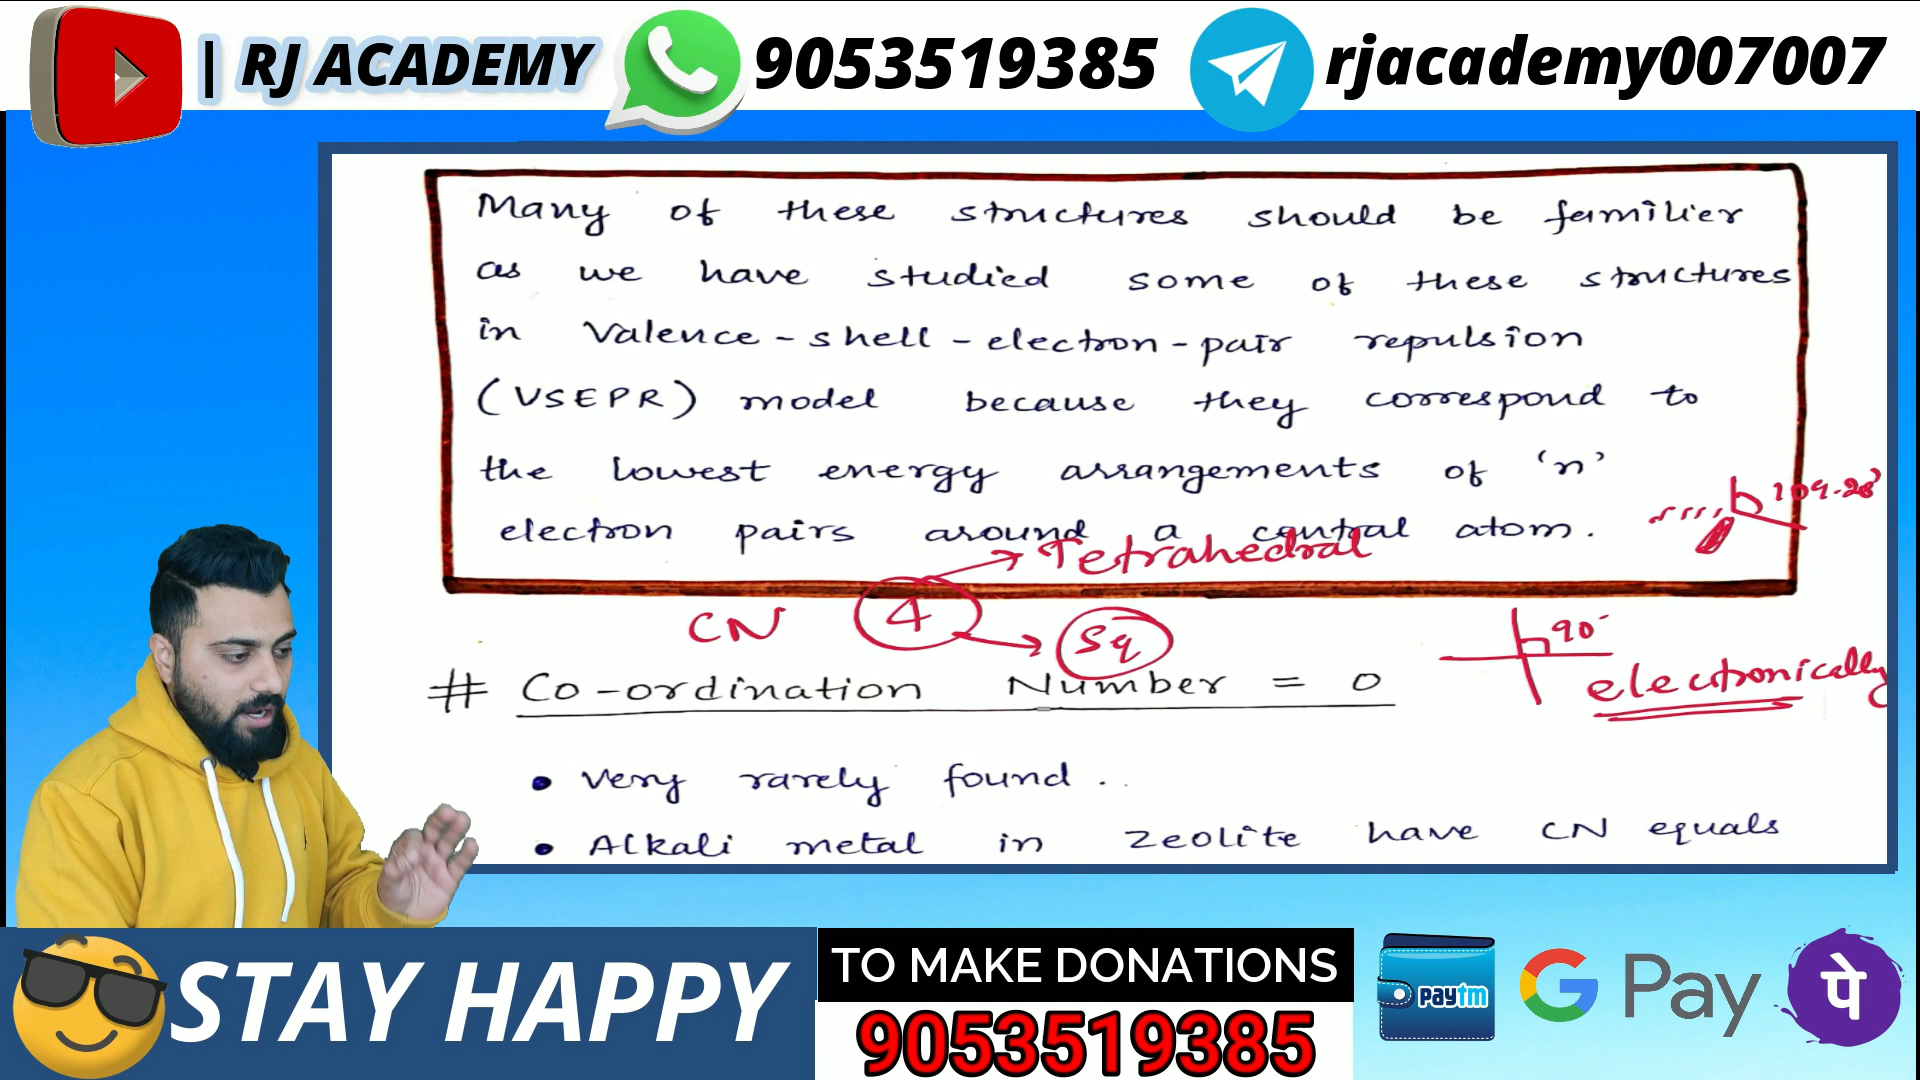 | RJ ACADEMY 9053519385 rjacademy007007
Many of these structures should be familier
as we have studied some of these structures
in Valence-shell-electron-pair repulsion
(VSEPR) model because they correspond to
the lowest energy arrangements of 'n'
109.28'
electron pairs around a central atom.
Tetrahedral
CN 4 Sq 90°
electronically
# Co-ordination Number = 0
• Very rarely found.
• Alkali metal in Zeolite have CN equals
STAY HAPPY
TO MAKE DONATIONS
9053519385
paytm
G Pay
पे